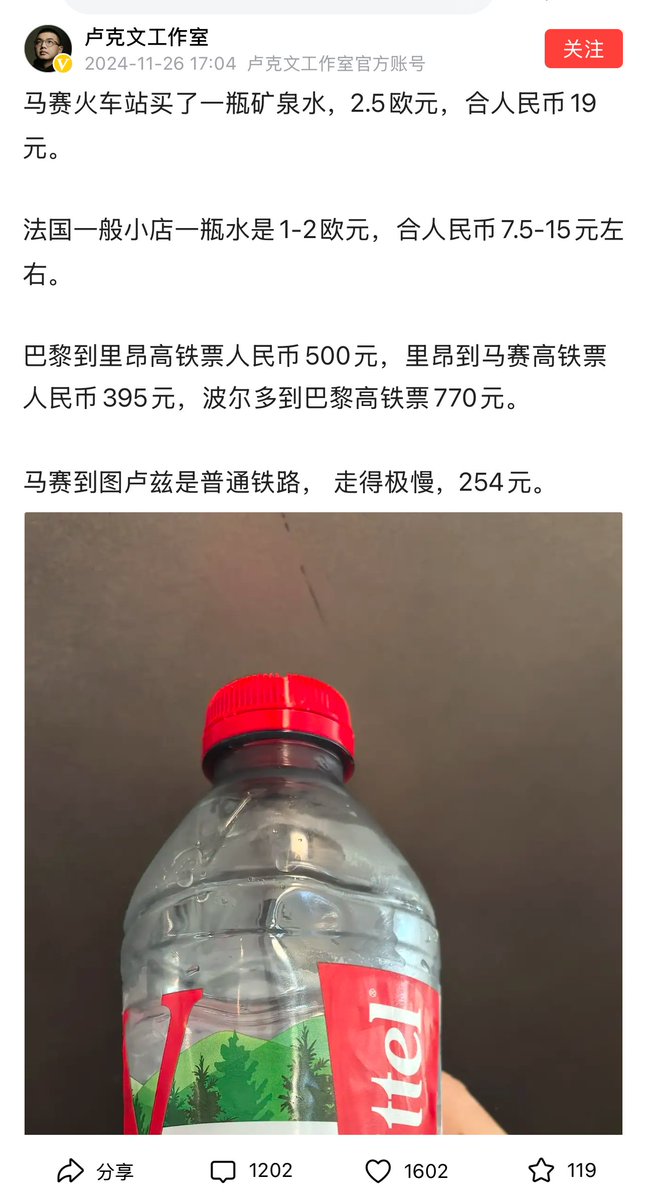 卢克文工作室
2024-11-26 17:04 卢克文工作室官方账号
关注
马赛火车站买了一瓶矿泉水，2.5欧元，合人民币19
元。
法国一般小店一瓶水是1-2欧元，合人民币7.5-15元左
右。
巴黎到里昂高铁票人民币500元，里昂到马赛高铁票
人民币395元，波尔多到巴黎高铁票770元。
马赛到图卢兹是普通铁路， 走得极慢，254元。
V
ttel
®
分享
1202
1602
119